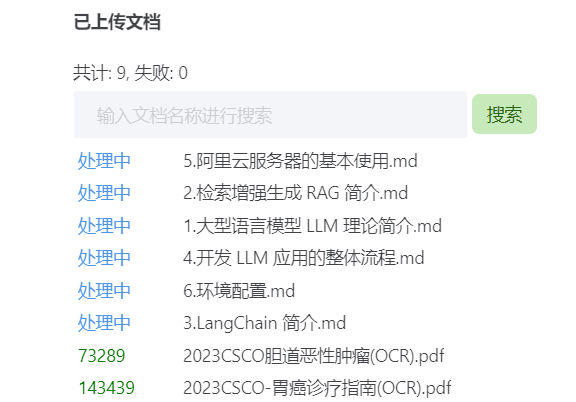 已上传文档
共计: 9, 失败: 0
输入文档名称进行搜索 搜索
处理中 5.阿里云服务器的基本使用.md
处理中 2.检索增强生成 RAG 简介.md
处理中 1.大型语言模型 LLM 理论简介.md
处理中 4.开发 LLM 应用的整体流程.md
处理中 6.环境配置.md
处理中 3.LangChain 简介.md
73289 2023CSCO胆道恶性肿瘤(OCR).pdf
143439 2023CSCO-胃癌诊疗指南(OCR).pdf